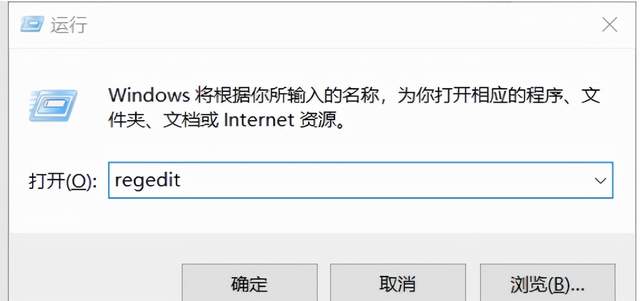 运行
Windows 将根据你所输入的名称，为你打开相应的程序、文
件夹、文档或 Internet 资源。
打开(O): regedit
确定 取消 浏览(B)...